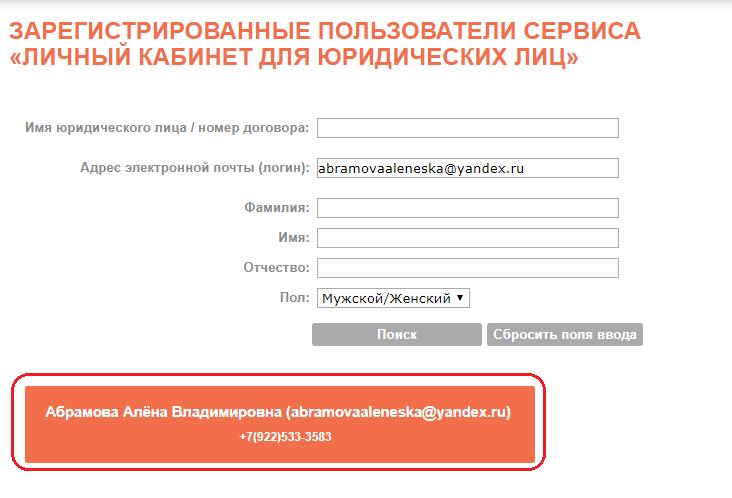 ЗАРЕГИСТРИРОВАННЫЕ ПОЛЬЗОВАТЕЛИ СЕРВИСА
«ЛИЧНЫЙ КАБИНЕТ ДЛЯ ЮРИДИЧЕСКИХ ЛИЦ»
Имя юридического лица / номер договора:
Адрес электронной почты (логин): abramovaaleneska@yandex.ru
Фамилия:
Имя:
Отчество:
Пол: Мужской/Женский
Поиск Сбросить поля ввода
Абрамова Алёна Владимировна (abramovaaleneska@yandex.ru)
+7(922)533-3583